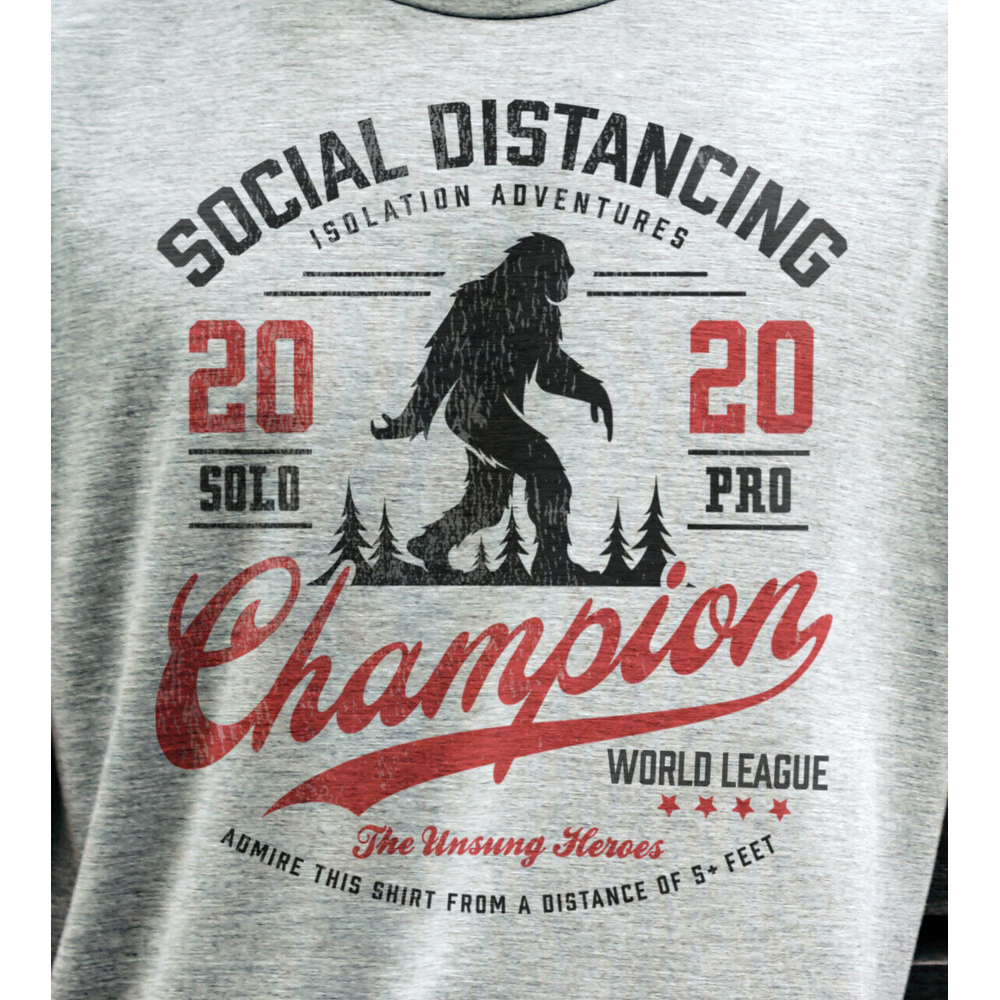 SOCIAL DISTANCING
ISOLATION ADVENTURES
20 20
SOLO PRO
Champion
WORLD LEAGUE
The Unsung Heroes
ADMIRE THIS SHIRT FROM A DISTANCE OF 5+ FEET